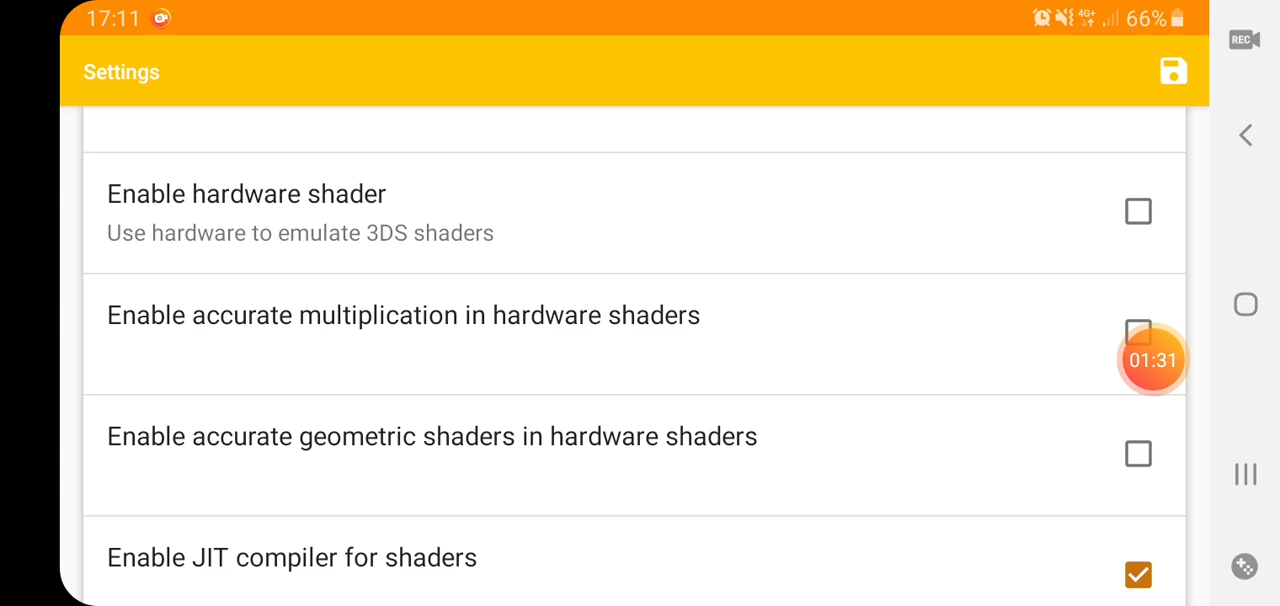 17:11 4G+ 66%
REC
Settings
Enable hardware shader
Use hardware to emulate 3DS shaders
Enable accurate multiplication in hardware shaders
01:31
Enable accurate geometric shaders in hardware shaders
Enable JIT compiler for shaders